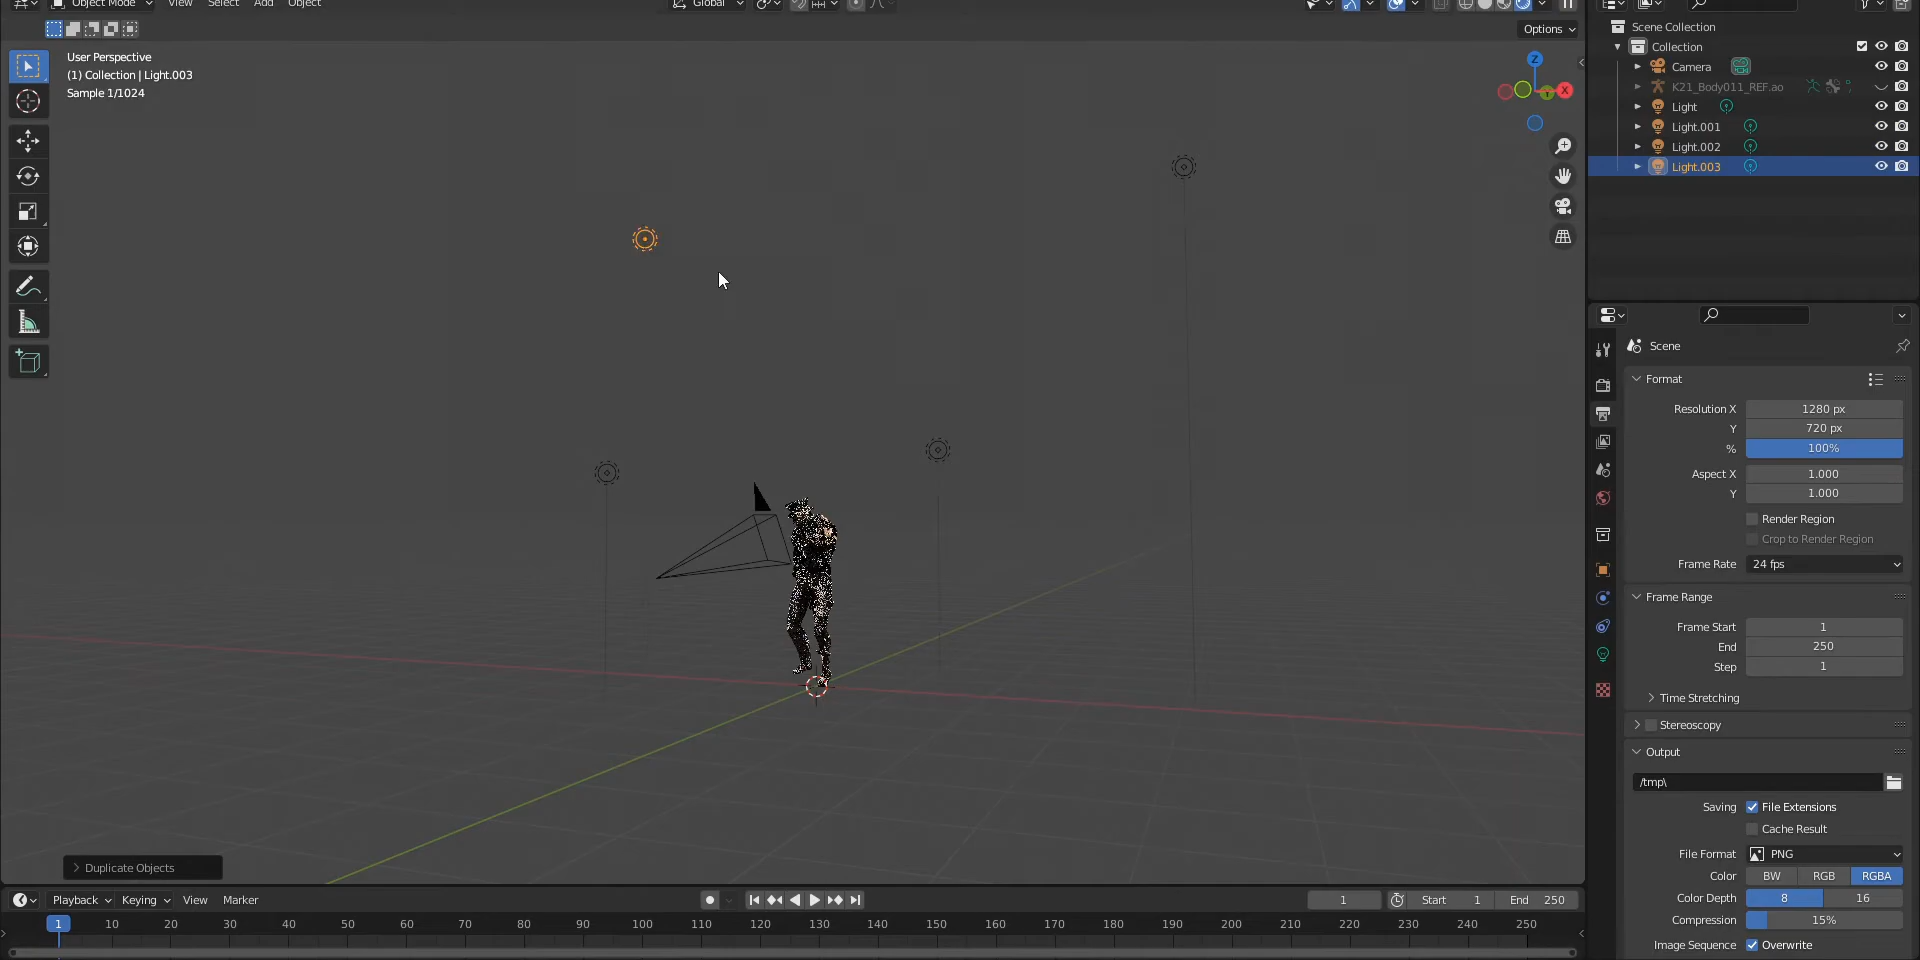 Object Mode View Select Add Object Global
Options
User Perspective
(1) Collection | Light.003
Sample 1/1024
Z
X
Y
Duplicate Objects
Scene Collection
Collection
Camera
K21_Body011_REF.ao
Light
Light.001
Light.002
Light.003
Scene
Format
Resolution X 1280 px
Y 720 px
% 100%
Aspect X 1.000
Y 1.000
Render Region
Crop to Render Region
Frame Rate 24 fps
Frame Range
Frame Start 1
End 250
Step 1
Time Stretching
Stereoscopy
Output
/tmp\
Saving File Extensions
Cache Result
File Format PNG
Color BW RGB RGBA
Color Depth 8 16
Compression 15%
Image Sequence Overwrite
Playback Keying View Marker 1 Start 1 End 250
1 10 20 30 40 50 60 70 80 90 100 110 120 130 140 150 160 170 180 190 200 210 220 230 240 250